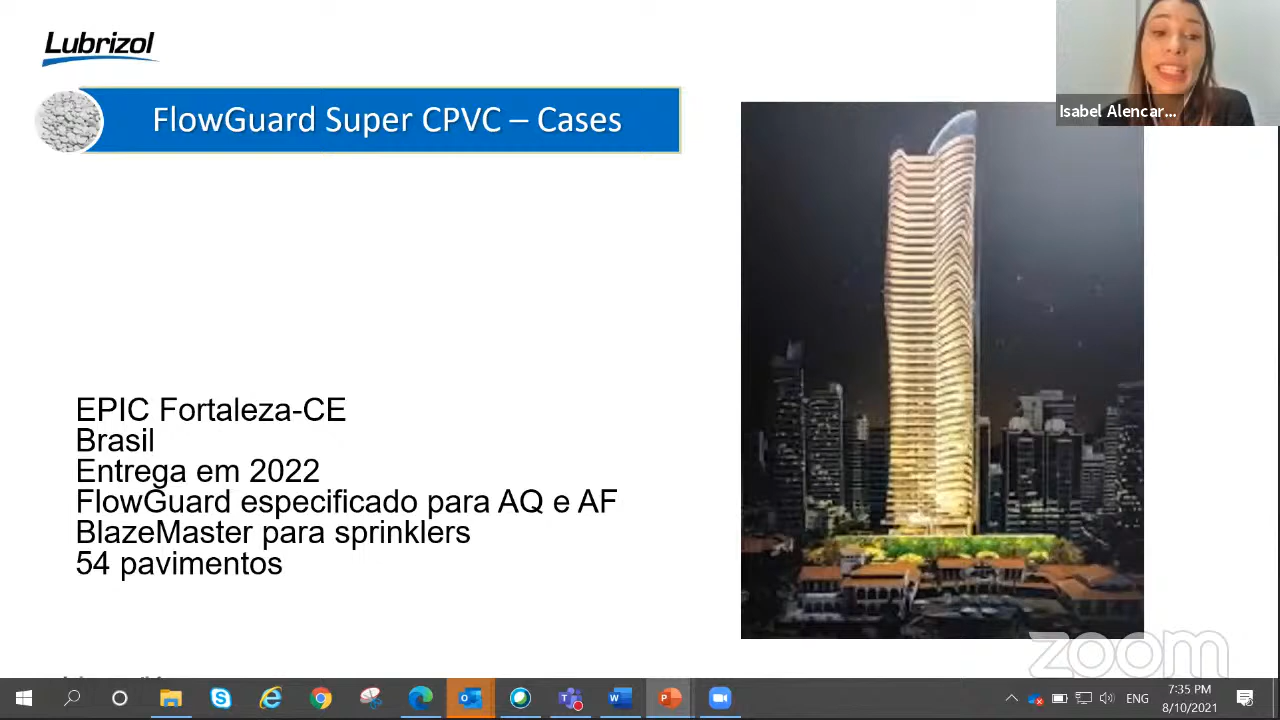 Lubrizol
FlowGuard Super CPVC – Cases
Isabel Alencar...
EPIC Fortaleza-CE
Brasil
Entrega em 2022
FlowGuard especificado para AQ e AF
BlazeMaster para sprinklers
54 pavimentos
zoom
ENG
7:35 PM
8/10/2021